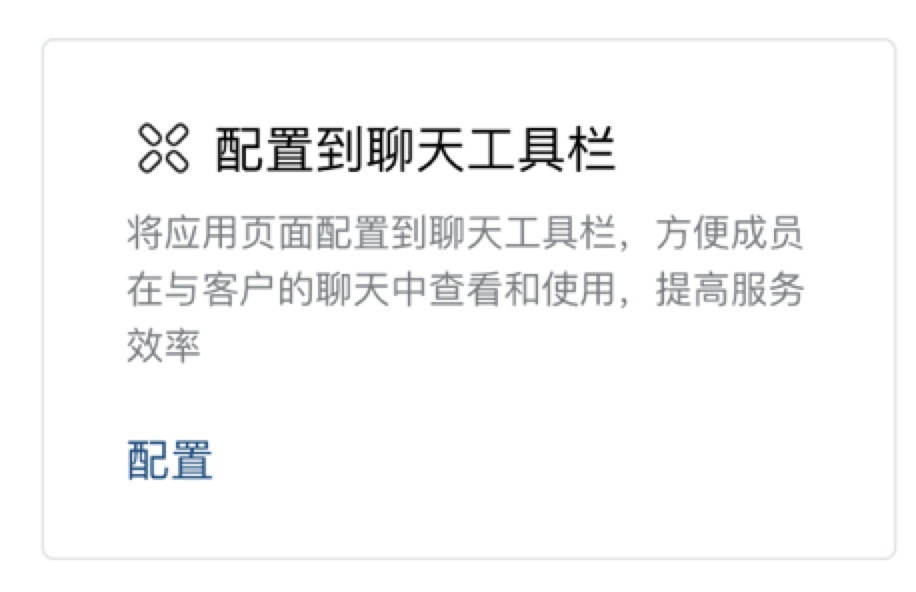 配置到聊天工具栏
将应用页面配置到聊天工具栏，方便成员
在与客户的聊天中查看和使用，提高服务
效率
配置